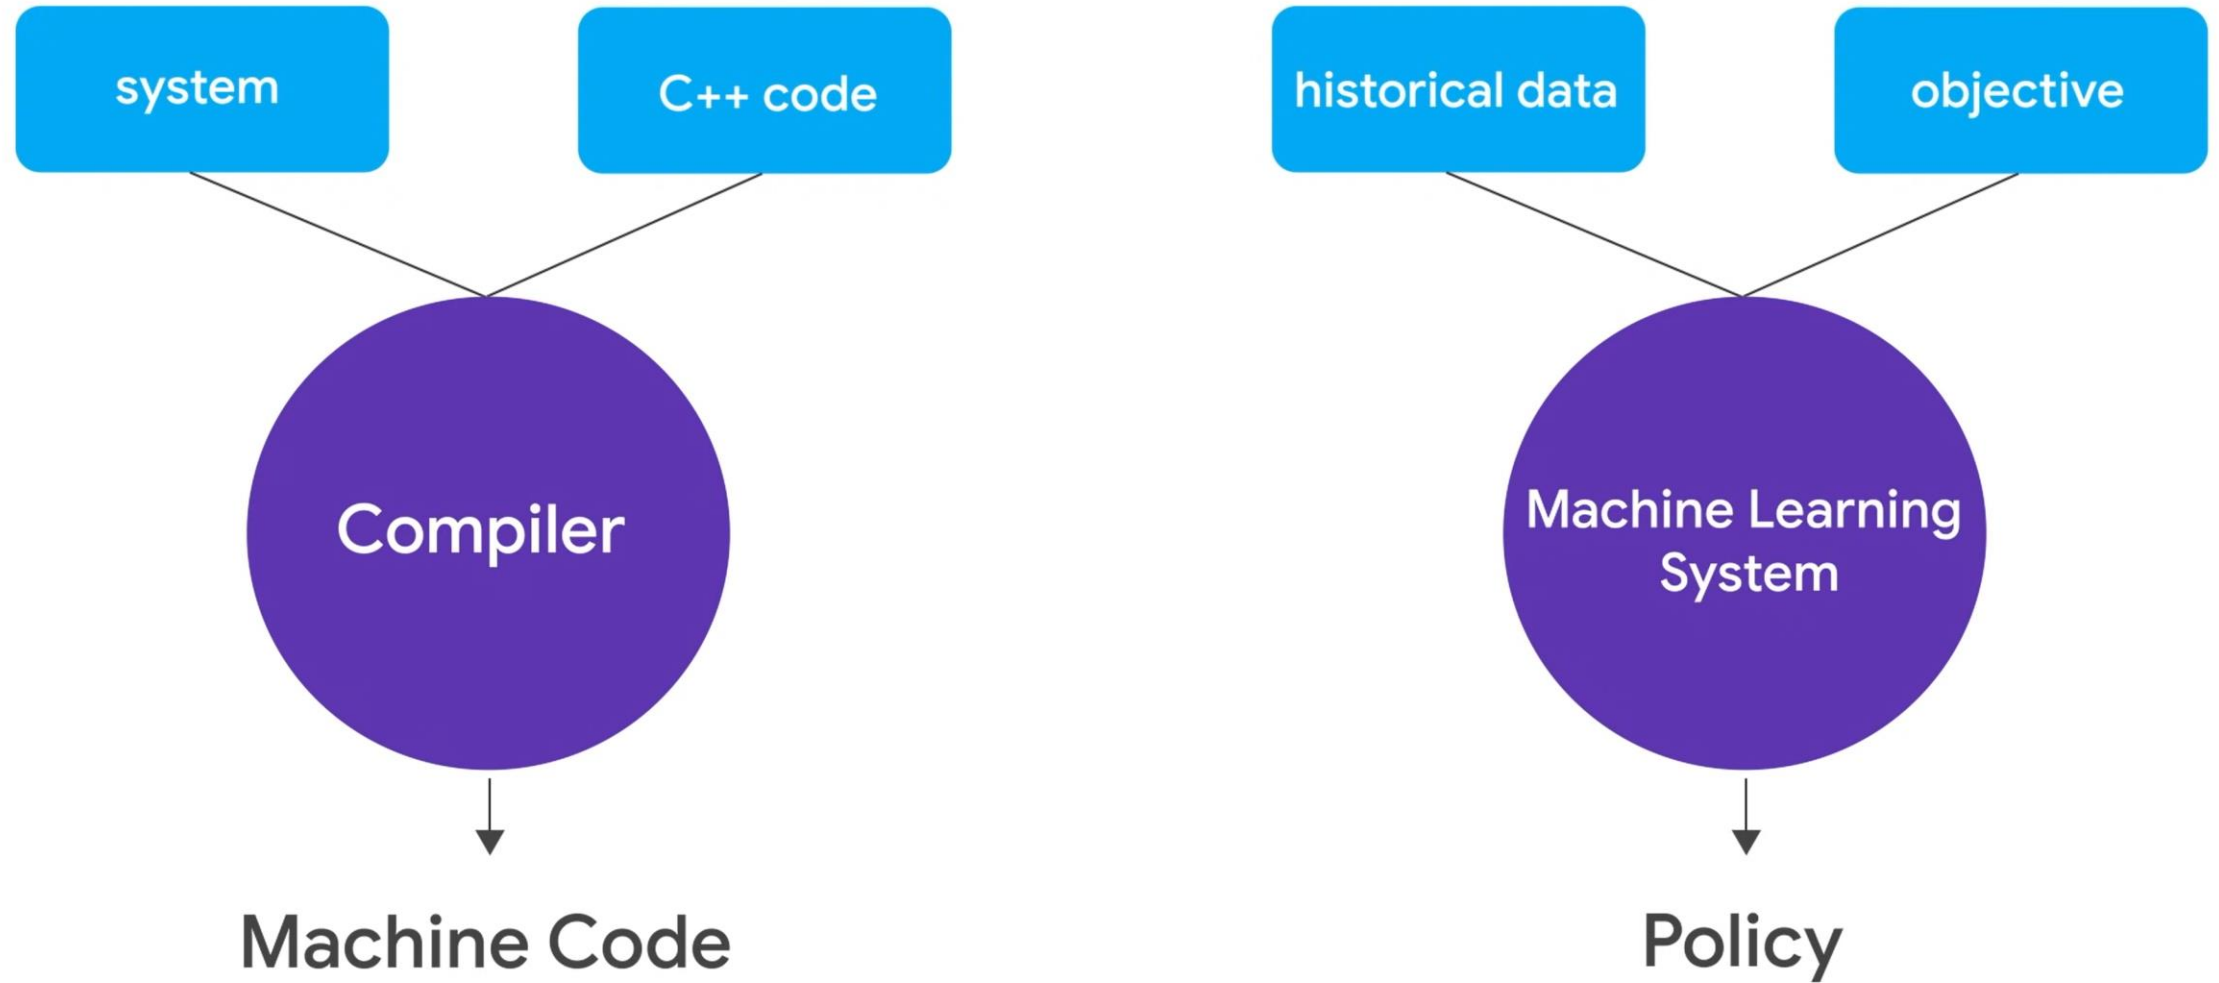 system
C++ code
historical data
objective
Compiler
Machine Learning
System
Machine Code
Policy